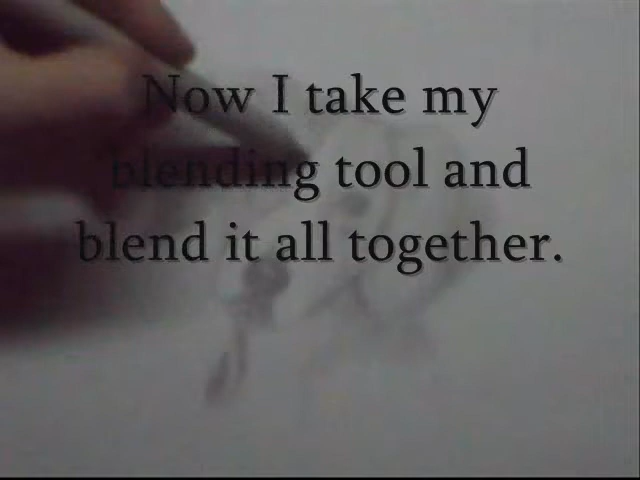 Now I take my
blending tool and
blend it all together.